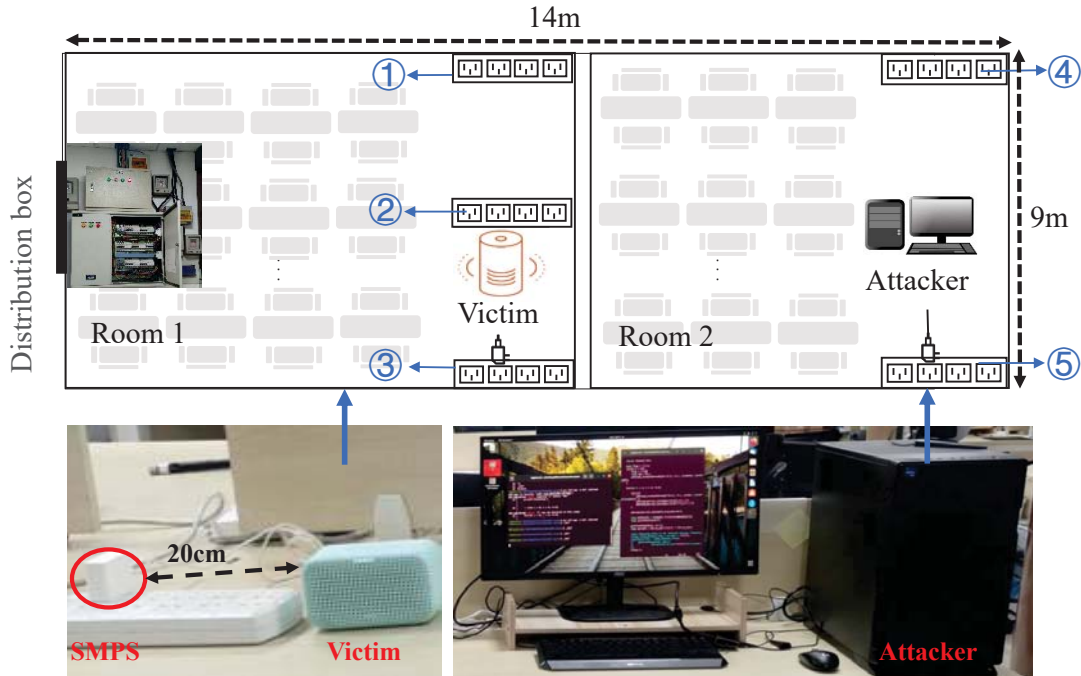 14m
①
④
②
Distribution box
9m
Attacker
Victim
Room 1
Room 2
③
⑤
20cm
SMPS
Victim
Attacker